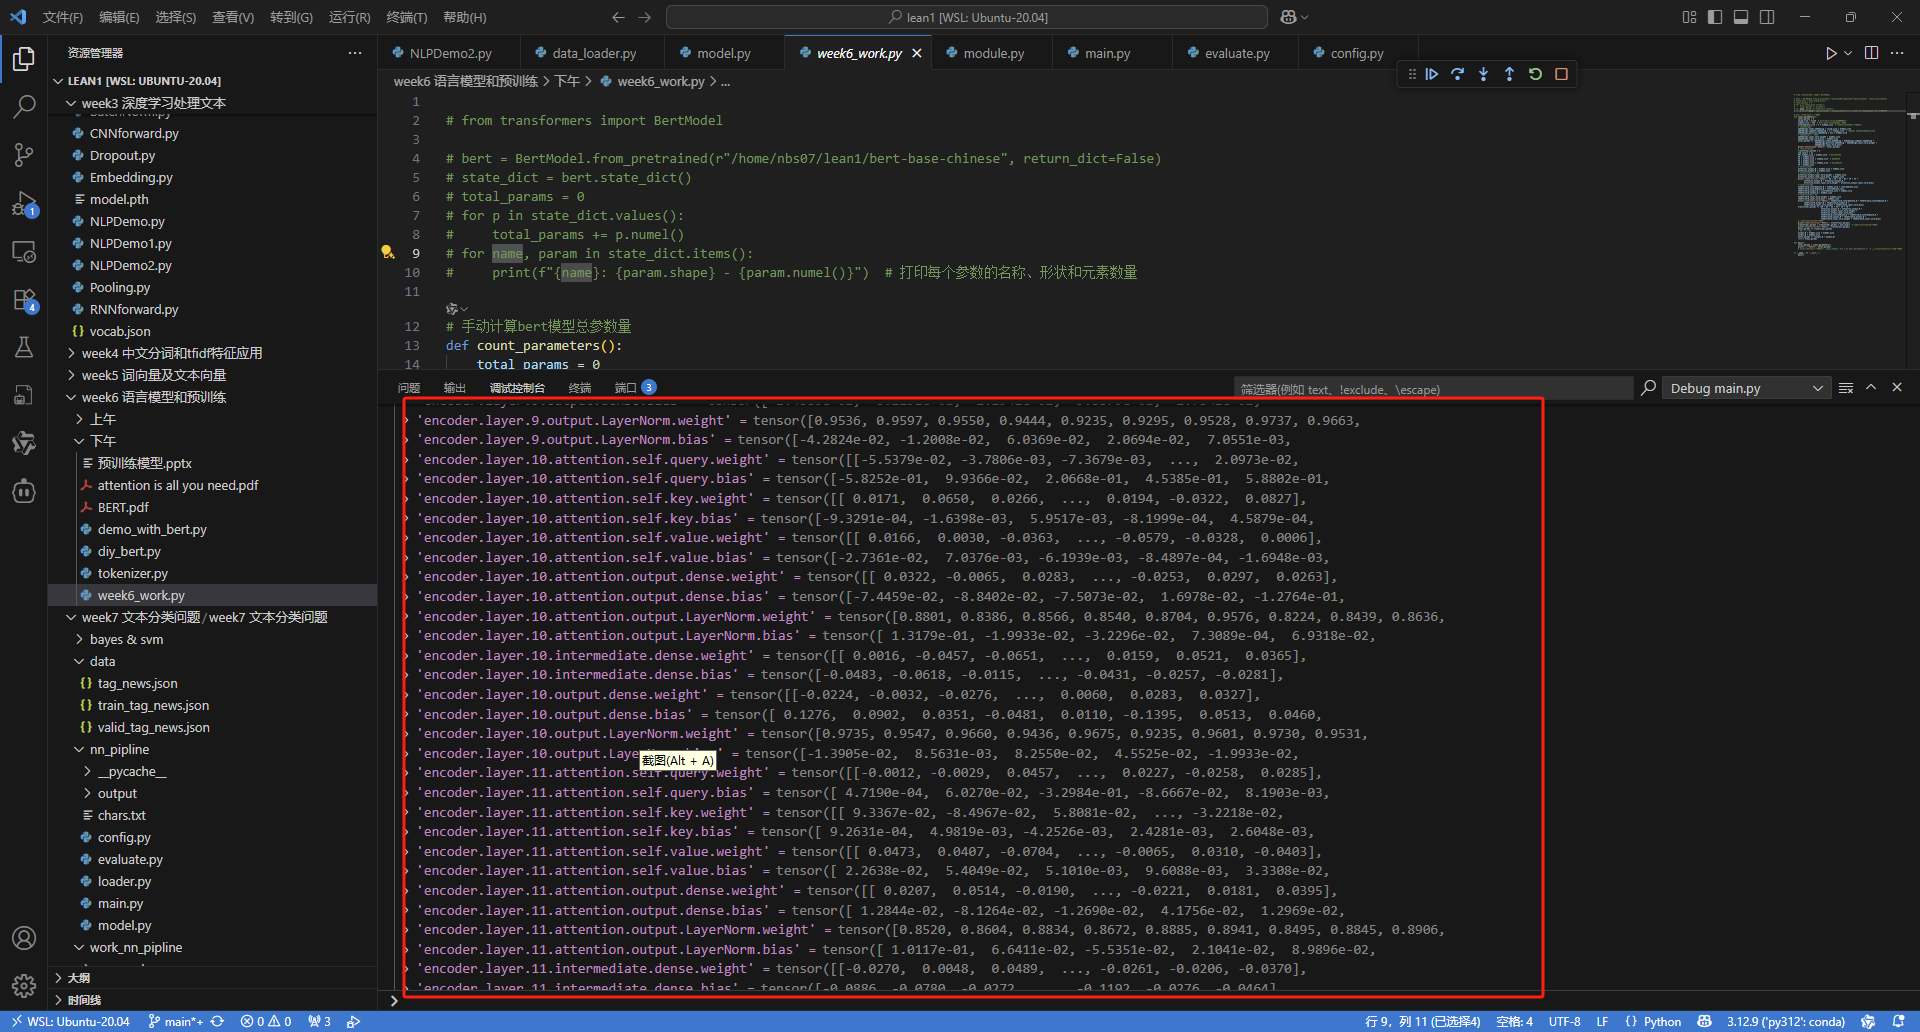 文件(F) 编辑(E) 选择(S) 查看(V) 转到(G) 运行(R) 终端(T) 帮助(H)
lean1 [WSL: Ubuntu-20.04]
资源管理器
LEAN1 [WSL: UBUNTU-20.04]
week3 深度学习处理文本
BatchNorm.py
CNNforward.py
Dropout.py
Embedding.py
model.pth
NLPDemo.py
NLPDemo1.py
NLPDemo2.py
Pooling.py
RNNforward.py
vocab.json
week4 中文分词和tfidf特征应用
week5 词向量及文本向量
week6 语言模型和预训练
上午
下午
预训练模型.pptx
attention is all you need.pdf
BERT.pdf
demo_with_bert.py
diy_bert.py
tokenizer.py
week6_work.py
week7 文本分类问题/week7 文本分类问题
bayes & svm
data
tag_news.json
train_tag_news.json
valid_tag_news.json
nn_pipline
__pycache__
output
chars.txt
config.py
evaluate.py
loader.py
main.py
model.py
work_nn_pipline
大纲
时间线
1
4
NLPDemo2.py data_loader.py model.py week6_work.py module.py main.py evaluate.py config.py
week6 语言模型和预训练 > 下午 > week6_work.py > ...
1
2 # from transformers import BertModel
3
4 # bert = BertModel.from_pretrained(r"/home/nbs07/lean1/bert-base-chinese", return_dict=False)
5 # state_dict = bert.state_dict()
6 # total_params = 0
7 # for p in state_dict.values():
8 #     total_params += p.numel()
9 # for name, param in state_dict.items():
10 #     print(f"{name}: {param.shape} - {param.numel()}")  # 打印每个参数的名称、形状和元素数量
11
12 # 手动计算bert模型总参数量
13 def count_parameters():
14     total_params = 0
问题 输出 调试控制台 终端 端口 3
筛选器(例如 text、!exclude、\escape)
Debug main.py
'encoder.layer.9.output.LayerNorm.weight' = tensor([0.9536, 0.9597, 0.9550, 0.9444, 0.9235, 0.9295, 0.9528, 0.9737, 0.9663,
'encoder.layer.9.output.LayerNorm.bias' = tensor([-4.2824e-02, -1.2008e-02,  6.0369e-02,  2.0694e-02,  7.0551e-03,
'encoder.layer.10.attention.self.query.weight' = tensor([[-5.5379e-02, -3.7806e-03, -7.3679e-03,  ...,  2.0973e-02,
'encoder.layer.10.attention.self.query.bias' = tensor([-5.8252e-01,  9.9366e-02,  2.0668e-01,  4.5385e-01,  5.8802e-01,
'encoder.layer.10.attention.self.key.weight' = tensor([[ 0.0171,  0.0650,  0.0266,  ...,  0.0194, -0.0322,  0.0827],
'encoder.layer.10.attention.self.key.bias' = tensor([-9.3291e-04, -1.6398e-03,  5.9517e-03, -8.1999e-04,  4.5879e-04,
'encoder.layer.10.attention.self.value.weight' = tensor([[ 0.0166,  0.0030, -0.0363,  ..., -0.0579, -0.0328,  0.0006],
'encoder.layer.10.attention.self.value.bias' = tensor([-2.7361e-02,  7.0376e-03, -6.1939e-03, -8.4897e-04, -1.6948e-03,
'encoder.layer.10.attention.output.dense.weight' = tensor([[ 0.0322, -0.0065,  0.0283,  ..., -0.0253,  0.0297,  0.0263],
'encoder.layer.10.attention.output.dense.bias' = tensor([-7.4459e-02, -8.8402e-02, -7.5073e-02,  1.6978e-02, -1.2764e-01,
'encoder.layer.10.attention.output.LayerNorm.weight' = tensor([0.8801, 0.8386, 0.8566, 0.8540, 0.8704, 0.9576, 0.8224, 0.8439, 0.8636,
'encoder.layer.10.attention.output.LayerNorm.bias' = tensor([ 1.3179e-01, -1.9933e-02, -3.2296e-02,  7.3089e-04,  6.9318e-02,
'encoder.layer.10.intermediate.dense.weight' = tensor([[ 0.0016, -0.0457, -0.0651,  ...,  0.0159,  0.0521,  0.0365],
'encoder.layer.10.intermediate.dense.bias' = tensor([-0.0483, -0.0618, -0.0115,  ..., -0.0431, -0.0257, -0.0281],
'encoder.layer.10.output.dense.weight' = tensor([[-0.0224, -0.0032, -0.0276,  ...,  0.0060,  0.0283,  0.0327],
'encoder.layer.10.output.dense.bias' = tensor([ 0.1276,  0.0902,  0.0351, -0.0481,  0.0110, -0.1395,  0.0513,  0.0460,
'encoder.layer.10.output.LayerNorm.weight' = tensor([0.9735, 0.9547, 0.9660, 0.9436, 0.9675, 0.9235, 0.9601, 0.9730, 0.9531,
'encoder.layer.10.output.Laye ' = tensor([-1.3905e-02,  8.5631e-03,  8.2550e-02,  4.5525e-02, -1.9933e-02,
截图(Alt + A)
'encoder.layer.11.attention.self.query.weight' = tensor([[-0.0012, -0.0029,  0.0457,  ...,  0.0227, -0.0258,  0.0285],
'encoder.layer.11.attention.self.query.bias' = tensor([ 4.7190e-04,  6.0270e-02, -3.2984e-01, -8.6667e-02,  8.1903e-03,
'encoder.layer.11.attention.self.key.weight' = tensor([[ 9.3367e-02, -8.4967e-02,  5.8081e-02,  ..., -3.2218e-02,
'encoder.layer.11.attention.self.key.bias' = tensor([ 9.2631e-04,  4.9819e-03, -4.2526e-03,  2.4281e-03,  2.6048e-03,
'encoder.layer.11.attention.self.value.weight' = tensor([[ 0.0473,  0.0407, -0.0704,  ..., -0.0065,  0.0310, -0.0403],
'encoder.layer.11.attention.self.value.bias' = tensor([ 2.2638e-02,  5.4049e-02,  5.1010e-03,  9.6088e-03,  3.3308e-02,
'encoder.layer.11.attention.output.dense.weight' = tensor([[ 0.0207,  0.0514, -0.0190,  ..., -0.0221,  0.0181,  0.0395],
'encoder.layer.11.attention.output.dense.bias' = tensor([ 1.2844e-02, -8.1264e-02, -1.2690e-02,  4.1756e-02,  1.2969e-02,
'encoder.layer.11.attention.output.LayerNorm.weight' = tensor([0.8520, 0.8604, 0.8834, 0.8672, 0.8885, 0.8941, 0.8495, 0.8845, 0.8906,
'encoder.layer.11.attention.output.LayerNorm.bias' = tensor([ 1.0117e-01,  6.6411e-02, -5.5351e-02,  2.1041e-02,  8.9896e-02,
'encoder.layer.11.intermediate.dense.weight' = tensor([[-0.0270,  0.0048,  0.0489,  ..., -0.0261, -0.0206, -0.0370],
'encoder.layer.11.intermediate.dense.bias' = tensor([-0.0886, -0.0780, -0.0272, ..., -0.1192, -0.0276, -0.0464]
WSL: Ubuntu-20.04 main*+ 0 0 3 行 9，列 11 (已选择4) 空格: 4 UTF-8 LF {} Python 3.12.9 ('py312': conda)